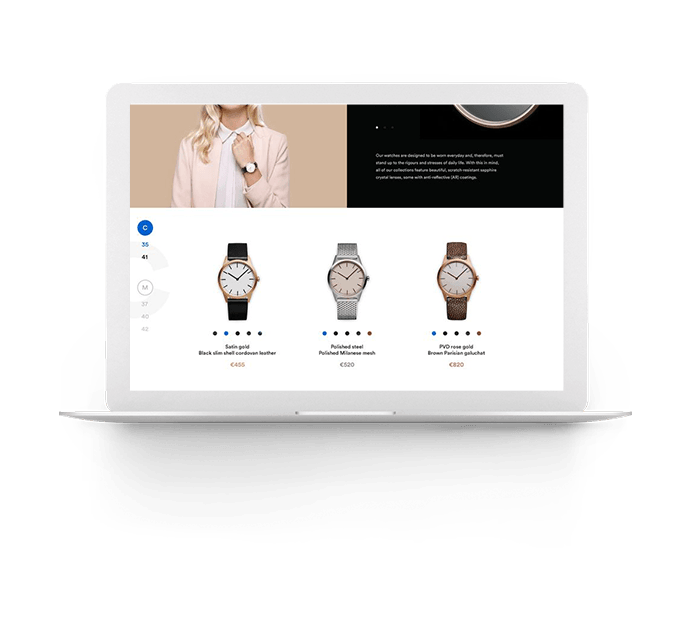 Our watches are designed to be worn everyday and, therefore, must
stand up to the rigours and stresses of daily life. With this in mind,
all of our collections feature beautiful, scratch resistant sapphire
crystal lenses, some with anti-reflective (AR) coatings.
C
35
41
M
37
40
43
Satin gold
Black slim shell cordovan leather
€455
Polished steel
Polished Milanese mesh
€520
PVD rose gold
Brown Parisian galuchat
€820